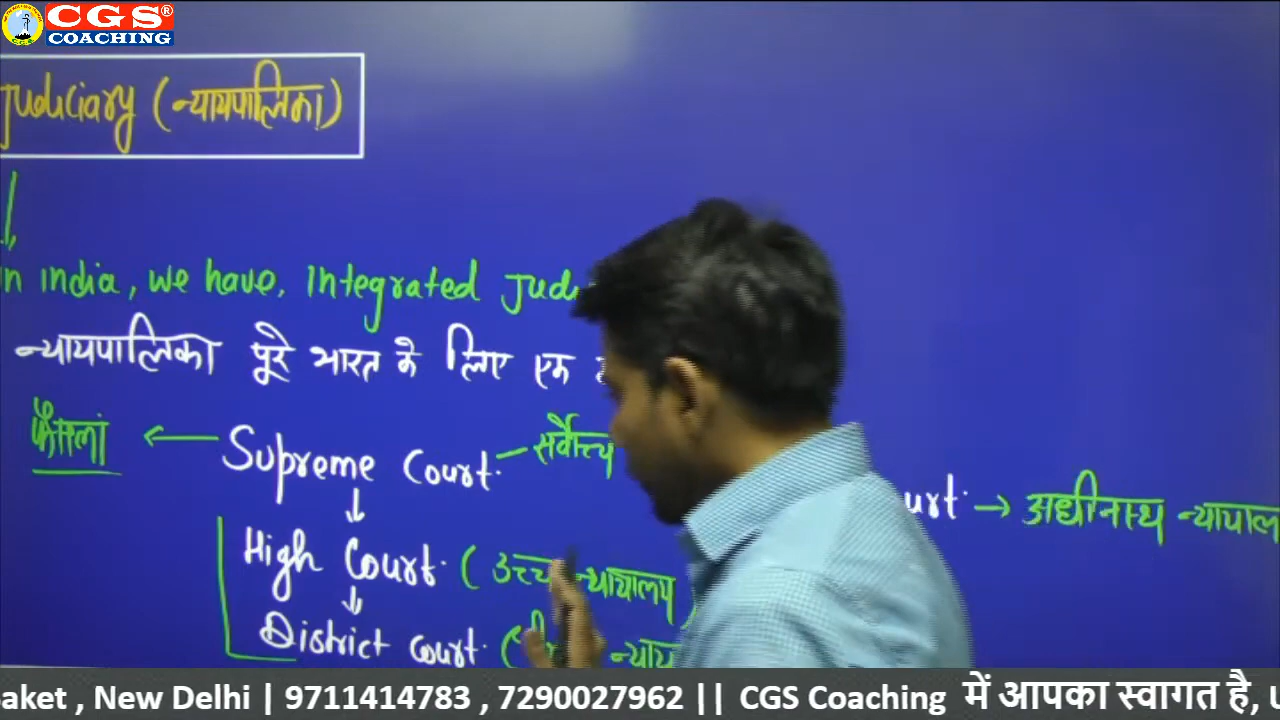 CGS®
COACHING
Judiciary (न्यायपालिका)
In india, we have, Integrated Jud
न्यायपालिका पूरे भारत के लिए एक
फैसला ← Supreme Court. – सर्वोच्च
↓
High Court. (उच्च न्यायालय)
↓
District Court. ( न्याय
urt. → अधीनस्थ न्यायाल
aket , New Delhi | 9711414783 , 7290027962 || CGS Coaching में आपका स्वागत है, U